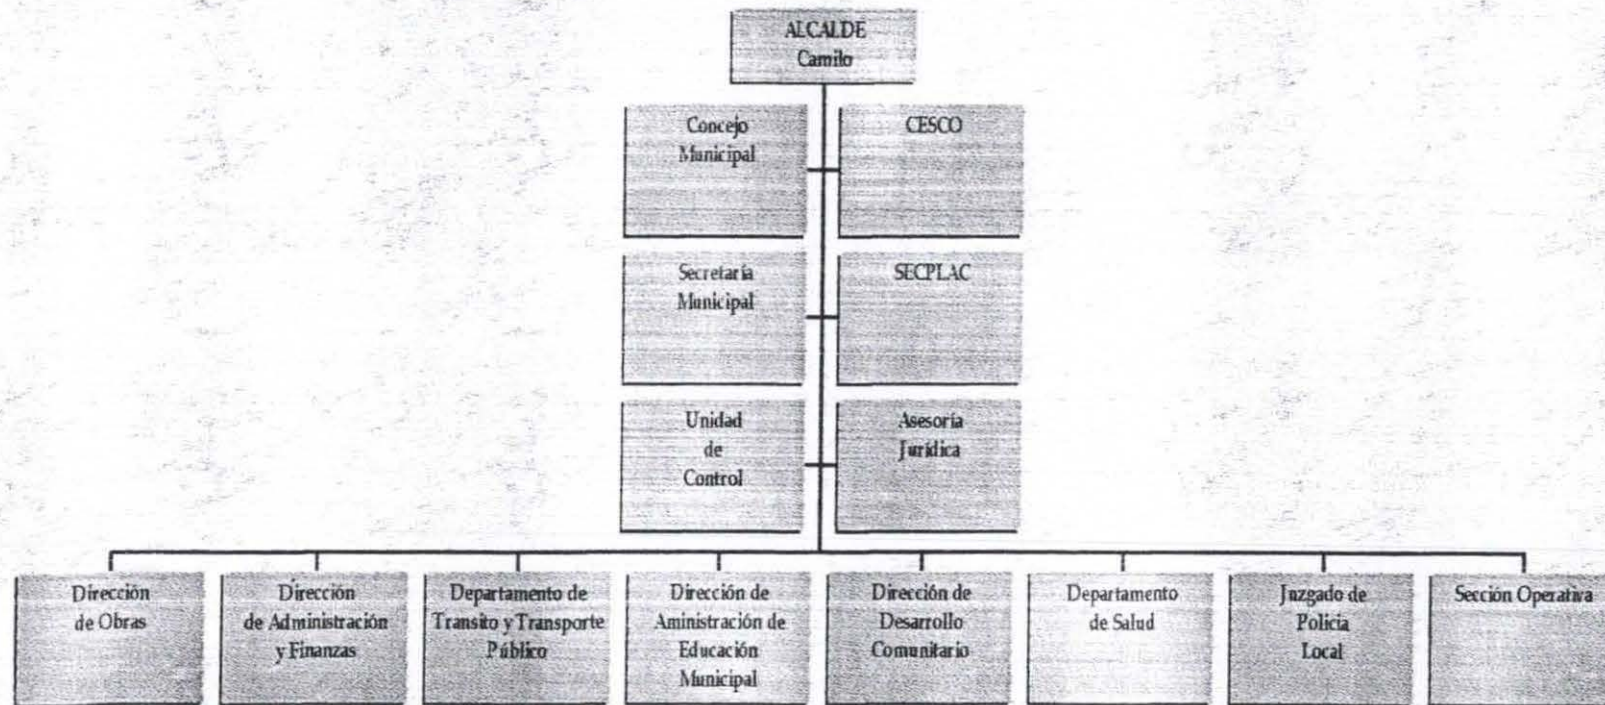 ALCALDE
Camilo
Concejo
Municipal
CESCO
Secretaría
Municipal
SECPLAC
Unidad
de
Control
Asesoría
Jurídica
Dirección
de Obras
Dirección
de Administración
y Finanzas
Departamento de
Transito y Transporte
Público
Dirección de
Aministración de
Educación
Municipal
Dirección de
Desarrollo
Comunitario
Departamento
de Salud
Juzgado de
Policia
Local
Sección Operativa